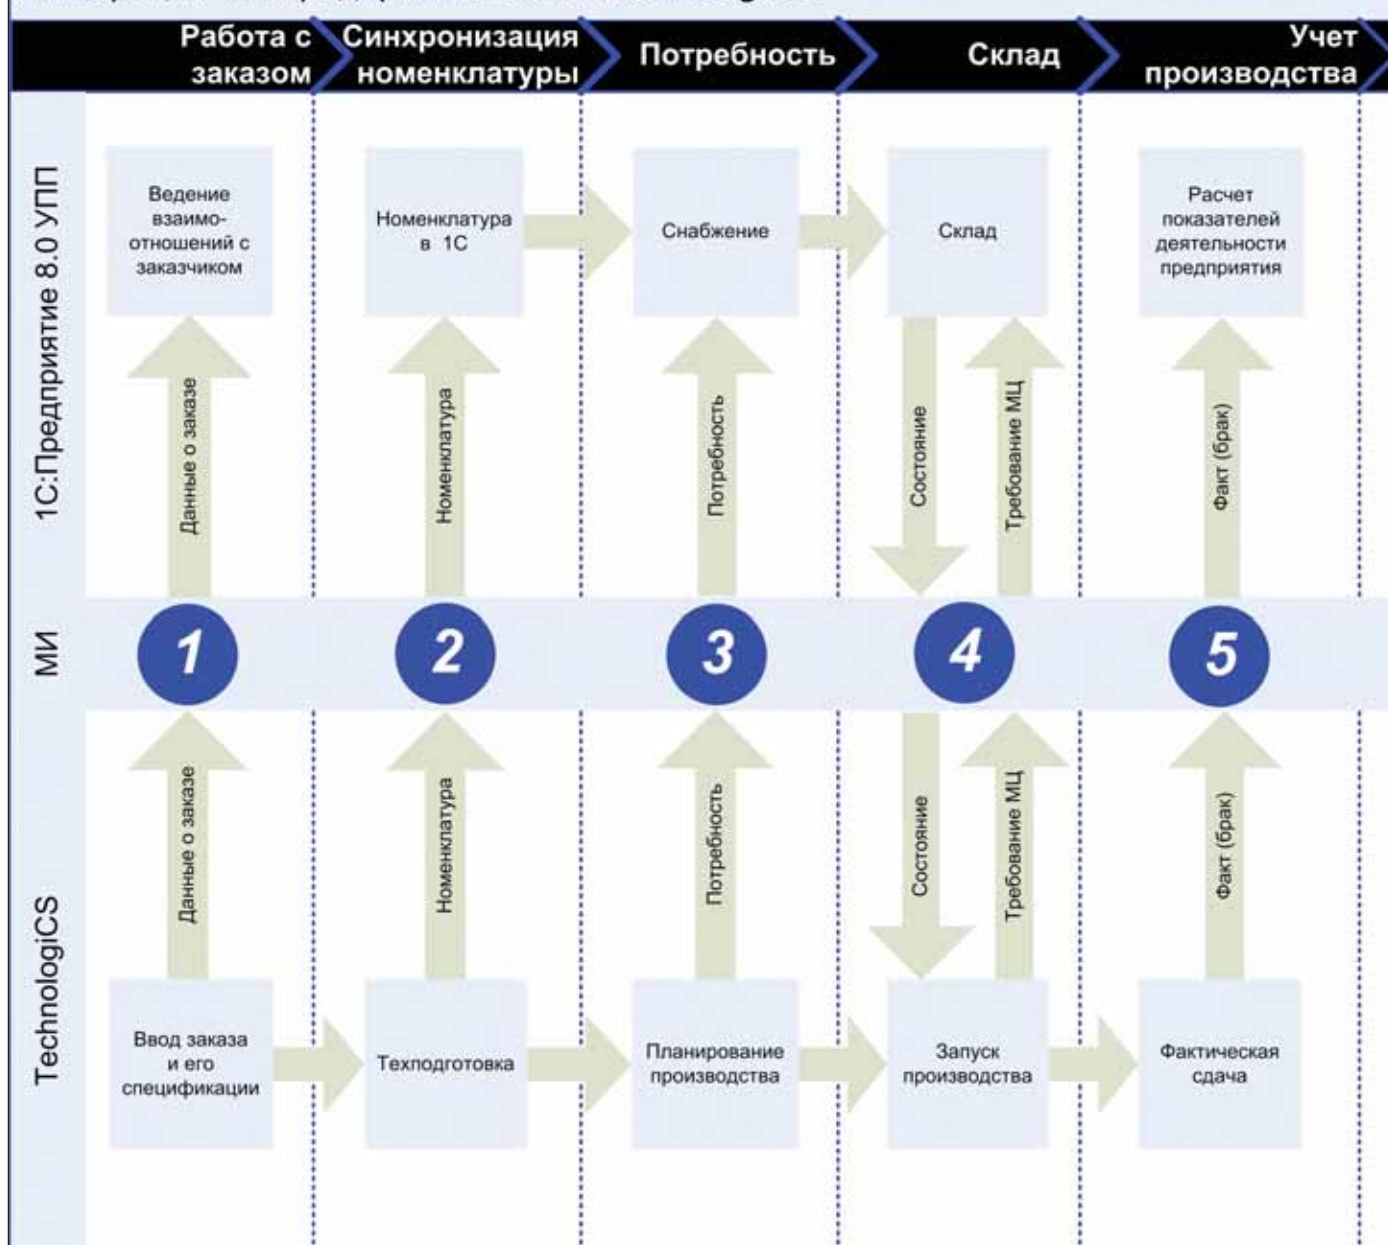 Работа с
заказом
Синхронизация
номенклатуры
Потребность
Склад
Учет
производства
1С:Предприятие 8.0 УПП
Ведение
взаимо-
отношений с
заказчиком
Номенклатура
в 1С
Снабжение
Склад
Расчет
показателей
деятельности
предприятия
Данные о заказе
Номенклатура
Потребность
Состояние
Требование МЦ
Факт (брак)
МИ
1
2
3
4
5
TechnologiCS
Данные о заказе
Номенклатура
Потребность
Состояние
Требование МЦ
Факт (брак)
Ввод заказа
и его
спецификации
Техподготовка
Планирование
производства
Запуск
производства
Фактическая
сдача